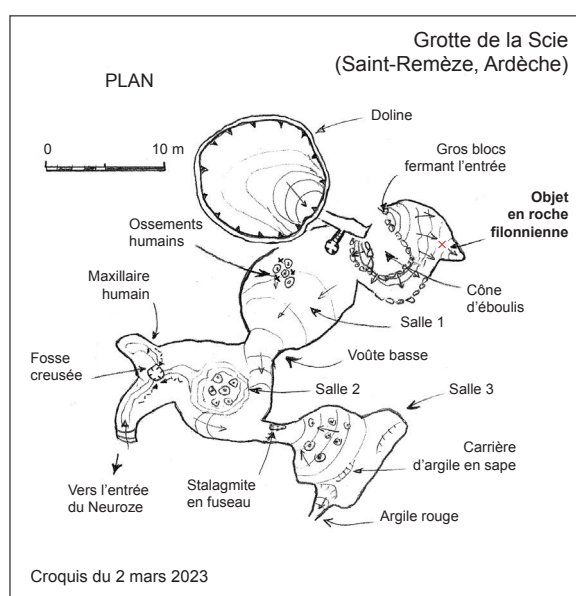 Grotte de la Scie
(Saint-Remèze, Ardèche)
PLAN
Doline
0 10 m
Gros blocs
fermant l'entrée
Objet
en roche
filonnienne
Ossements
humains
Maxillaire
humain
Cône
d'éboulis
Salle 1
Fosse
creusée
Voûte basse
Salle 2
Salle 3
Carrière
d'argile en sape
Vers l'entrée
du Neuroze
Stalagmite
en fuseau
Argile rouge
Croquis du 2 mars 2023